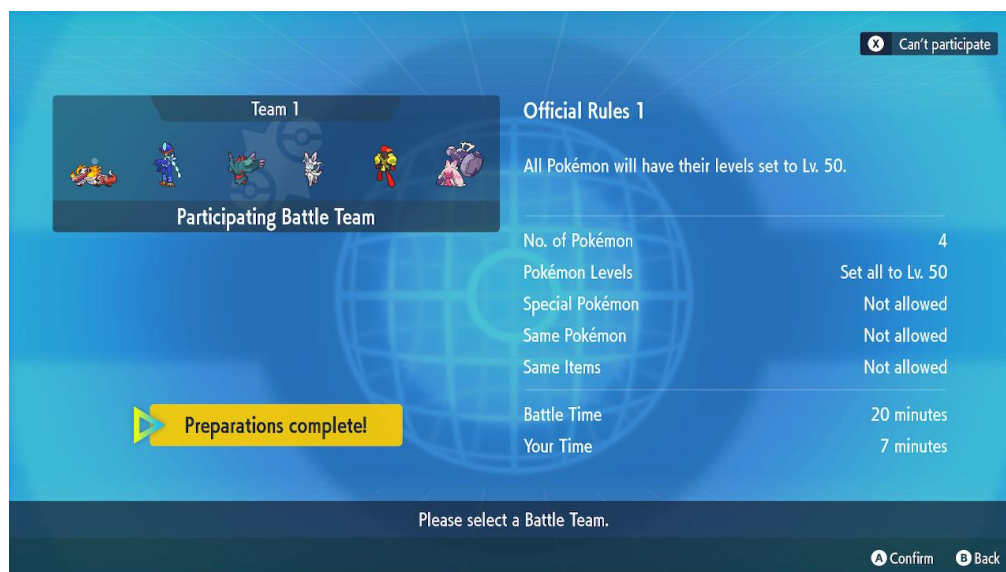 X Can't participate
Team 1
Participating Battle Team
Preparations complete!
Official Rules 1
All Pokémon will have their levels set to Lv. 50.
No. of Pokémon 4
Pokémon Levels Set all to Lv. 50
Special Pokémon Not allowed
Same Pokémon Not allowed
Same Items Not allowed
Battle Time 20 minutes
Your Time 7 minutes
Please select a Battle Team.
A Confirm B Back